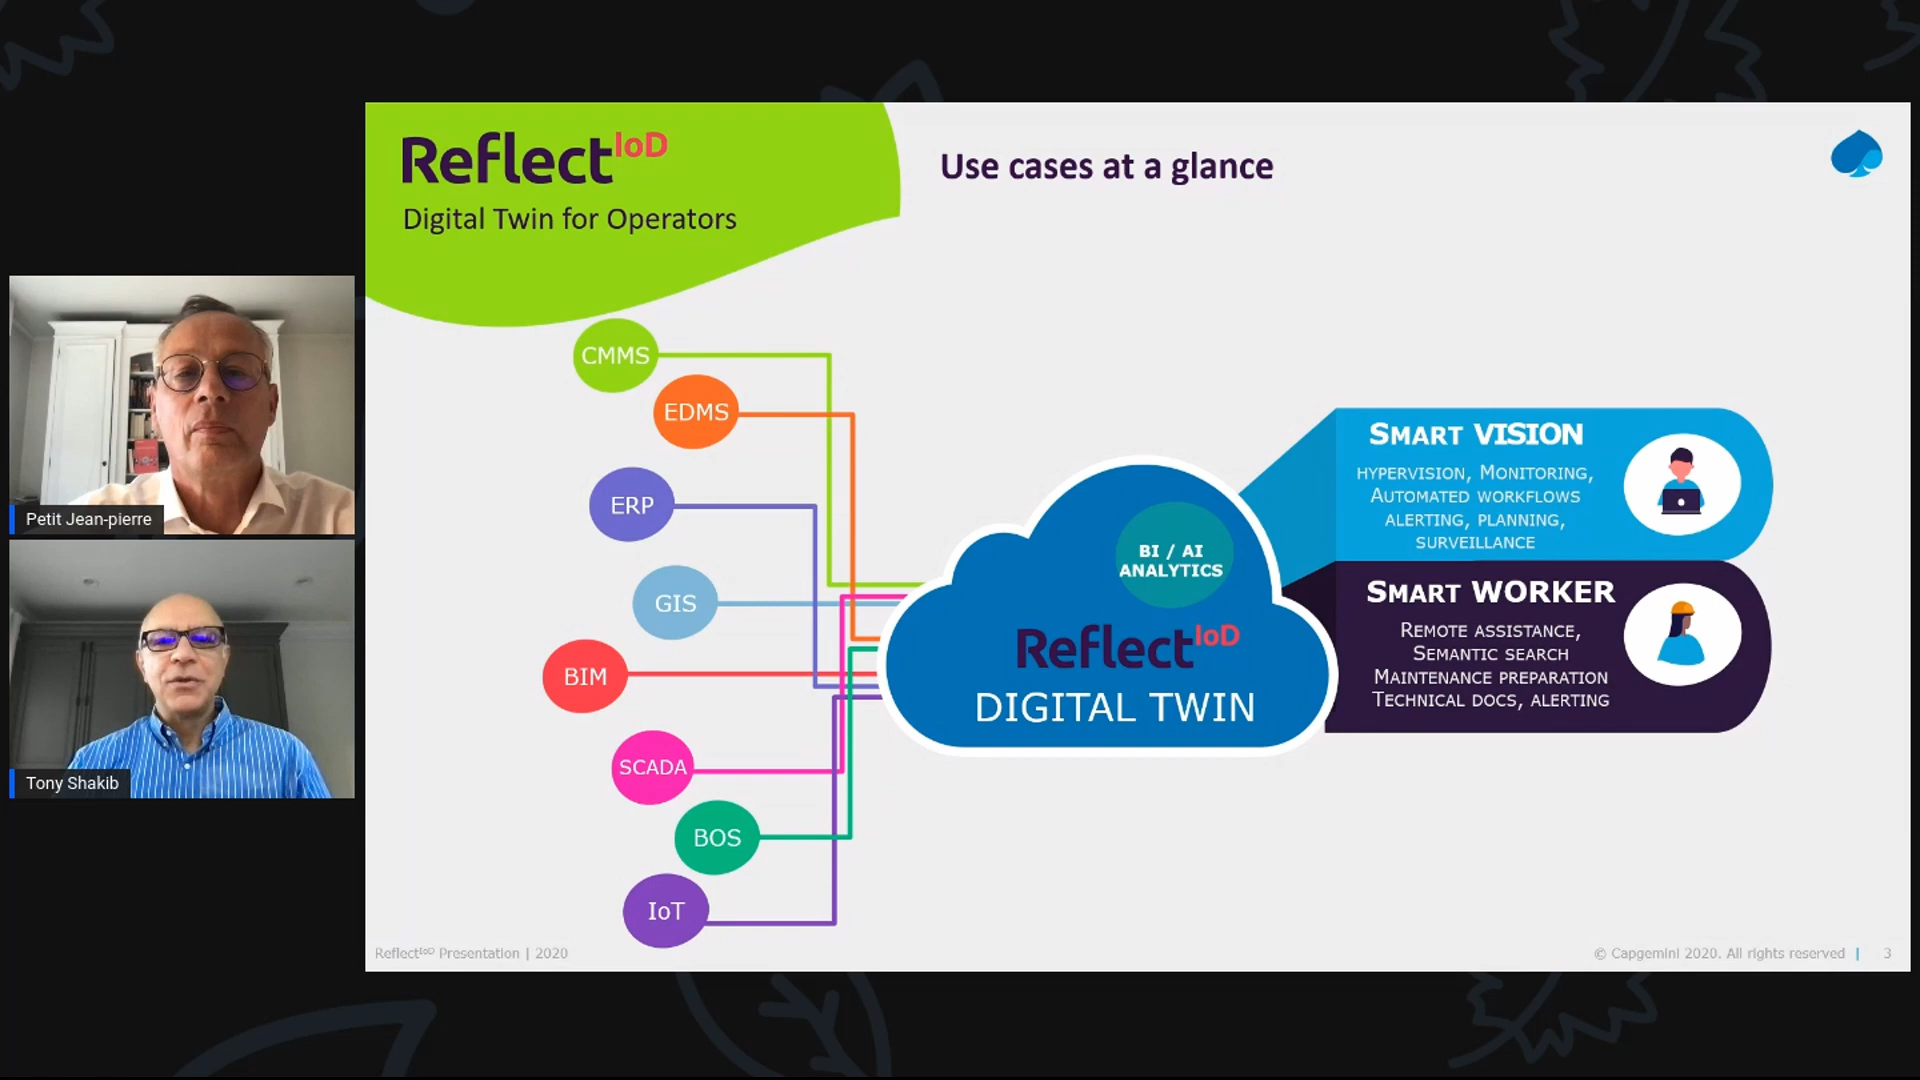 ReflectIoD
Digital Twin for Operators
Use cases at a glance
Petit Jean-pierre
Tony Shakib
CMMS
EDMS
ERP
GIS
BIM
SCADA
BOS
IoT
BI / AI
ANALYTICS
ReflectIoD
DIGITAL TWIN
SMART VISION
HYPERVISION, MONITORING,
AUTOMATED WORKFLOWS
ALERTING, PLANNING,
SURVEILLANCE
SMART WORKER
REMOTE ASSISTANCE,
SEMANTIC SEARCH
MAINTENANCE PREPARATION
TECHNICAL DOCS, ALERTING
ReflectIoD Presentation | 2020
© Capgemini 2020. All rights reserved | 3